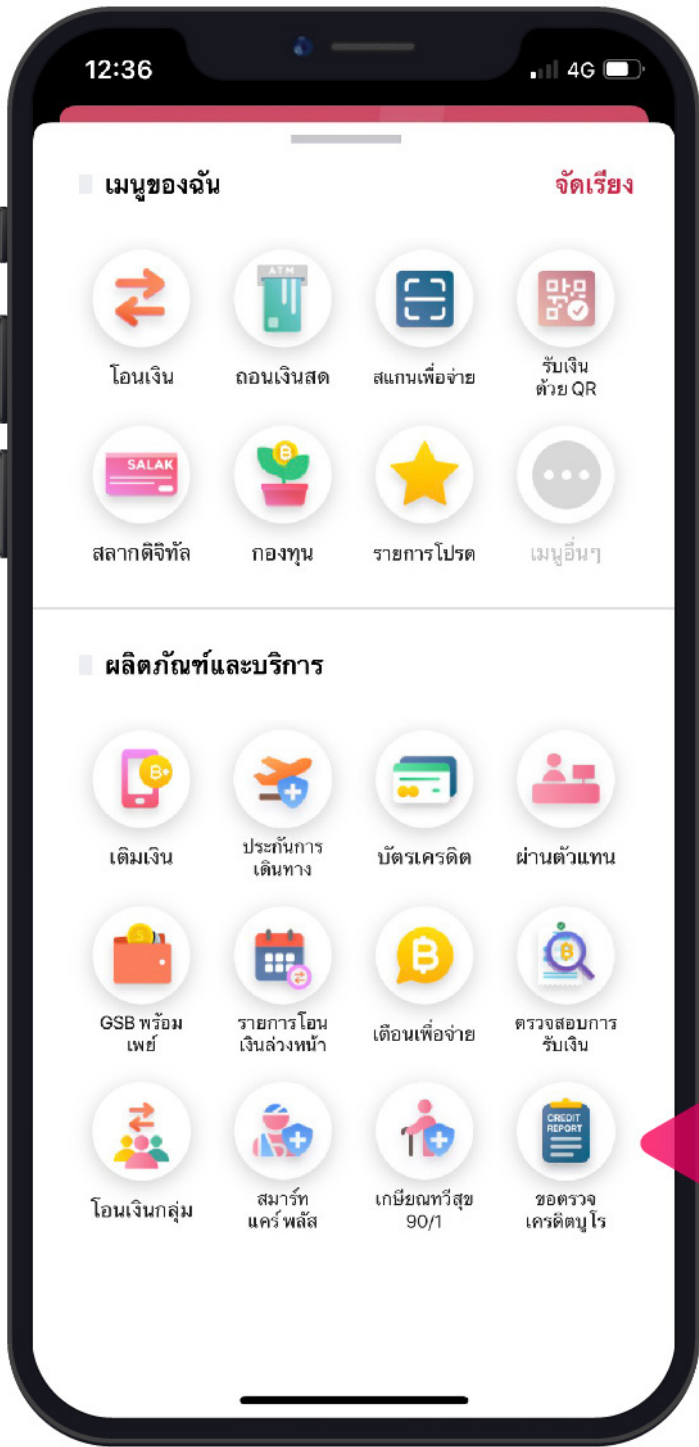 12:36
4G
เมนูของฉัน
จัดเรียง
ATM
โอนเงิน
ถอนเงินสด
สแกนเพื่อจ่าย
รับเงิน
ด้วย QR
SALAK
สลากดิจิทัล
กองทุน
รายการโปรด
เมนูอื่นๆ
ผลิตภัณฑ์และบริการ
เติมเงิน
ประกันการ
เดินทาง
บัตรเครดิต
ผ่านตัวแทน
GSB พร้อม
เพย์
รายการโอน
เงินล่วงหน้า
เตือนเพื่อจ่าย
ตรวจสอบการ
รับเงิน
โอนเงินกลุ่ม
สมาร์ท
แคร์ พลัส
เกษียณทวีสุข
90/1
CREDIT
REPORT
ขอตรวจ
เครดิตบูโร